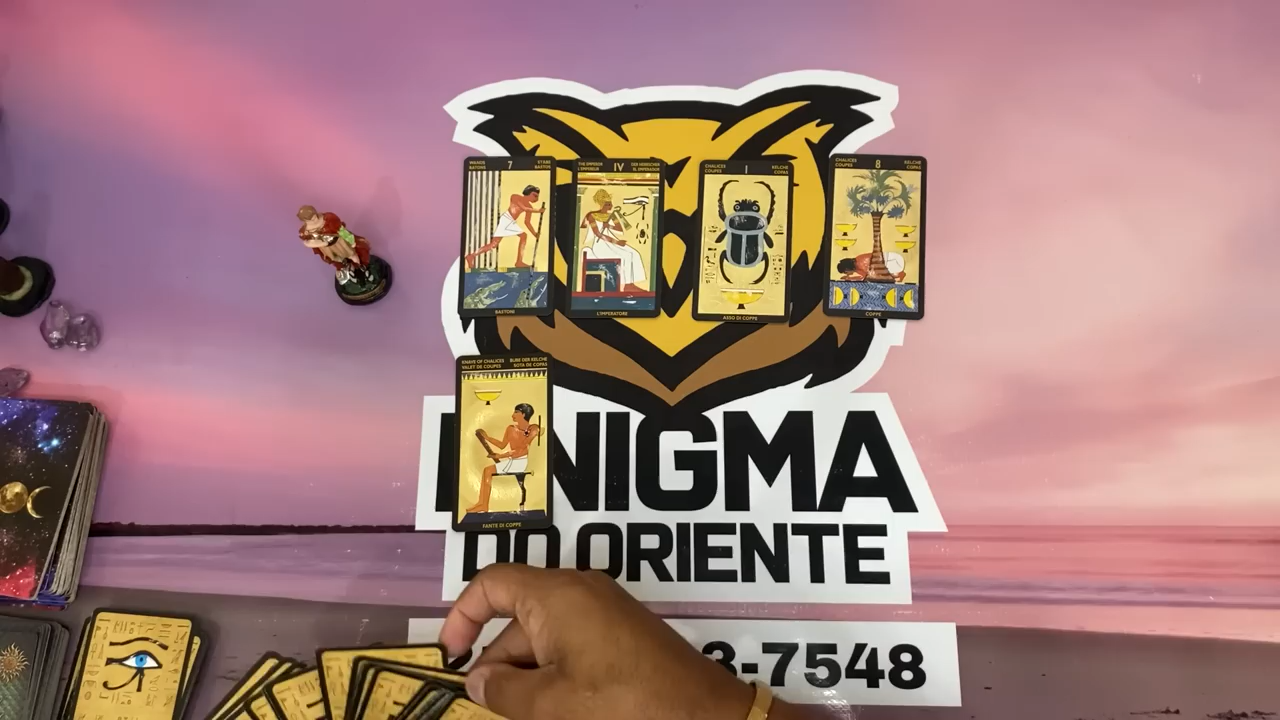 WANDS 7 STABE
BATONS BASTOS
BASTONI
THE EMPEROR IV DER HERRSCHER
L'EMPEREUR EL EMPERADOR
L'IMPERATORE
CHALICES I KELCHE
COUPES COPAS
ASSO DI COPPE
CHALICES 8 KELCHE
COUPES COPAS
COPPE
KNAVE OF CHALICES BUBE DER KELCHE
VALET DE COUPES SOTA DE COPAS
FANTE DI COPPE
ENIGMA
DO ORIENTE
3-7548